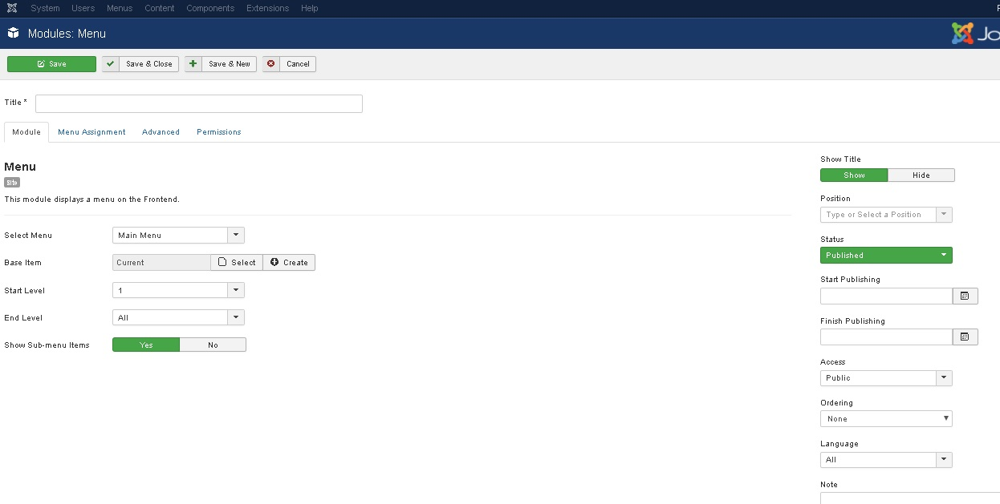 System Users Menus Content Components Extensions Help
Modules: Menu
Save Save & Close Save & New Cancel
Title *
Module Menu Assignment Advanced Permissions
Menu
Site
This module displays a menu on the Frontend.
Select Menu Main Menu
Base Item Current Select Create
Start Level 1
End Level All
Show Sub-menu Items Yes No
Show Title
Show Hide
Position
Type or Select a Position
Status
Published
Start Publishing
Finish Publishing
Access
Public
Ordering
None
Language
All
Note